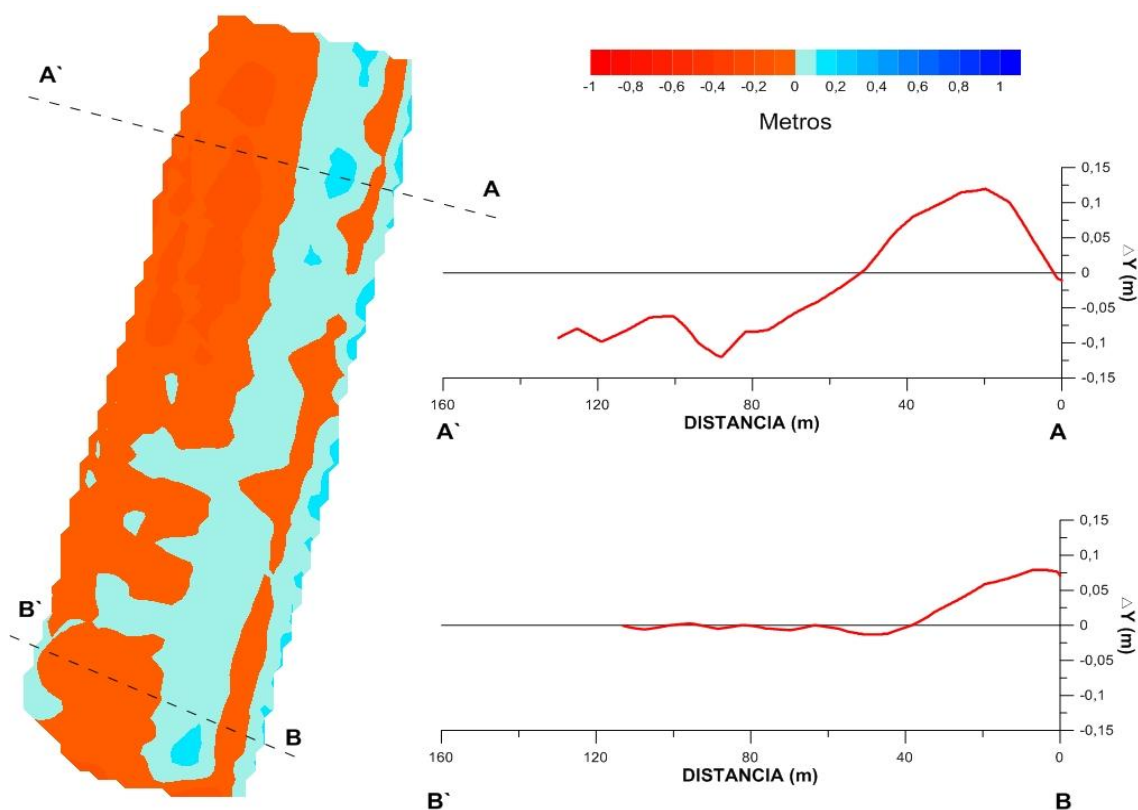 A`
A
B`
B
-1 -0,8 -0,6 -0,4 -0,2 0 0,2 0,4 0,6 0,8 1
Metros
0,15
0,1
0,05
0
-0,05
-0,1
-0,15
△Y (m)
160 120 80 40 0
A` DISTANCIA (m) A
0,15
0,1
0,05
0
-0,05
-0,1
-0,15
△Y (m)
160 120 80 40 0
DISTANCIA (m)
B` B